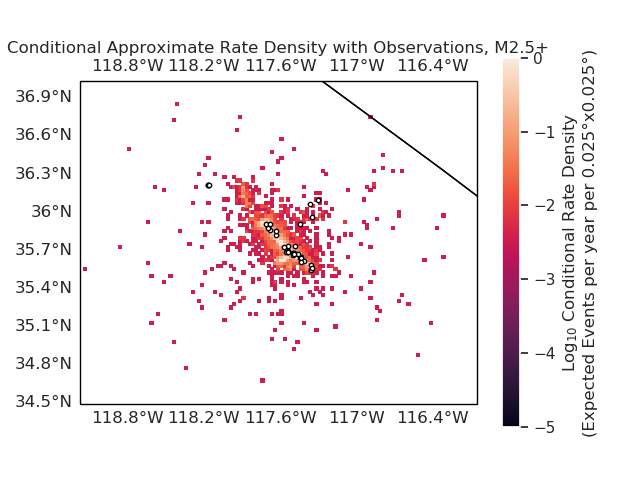 Conditional Approximate Rate Density with Observations, M2.5+
118.8°W 118.2°W 117.6°W 117°W 116.4°W
36.9°N
36.6°N
36.3°N
36°N
35.7°N
35.4°N
35.1°N
34.8°N
34.5°N
118.8°W 118.2°W 117.6°W 117°W 116.4°W
0
−1
−2
−3
−4
−5
Log10 Conditional Rate Density
(Expected Events per year per 0.025°x0.025°)